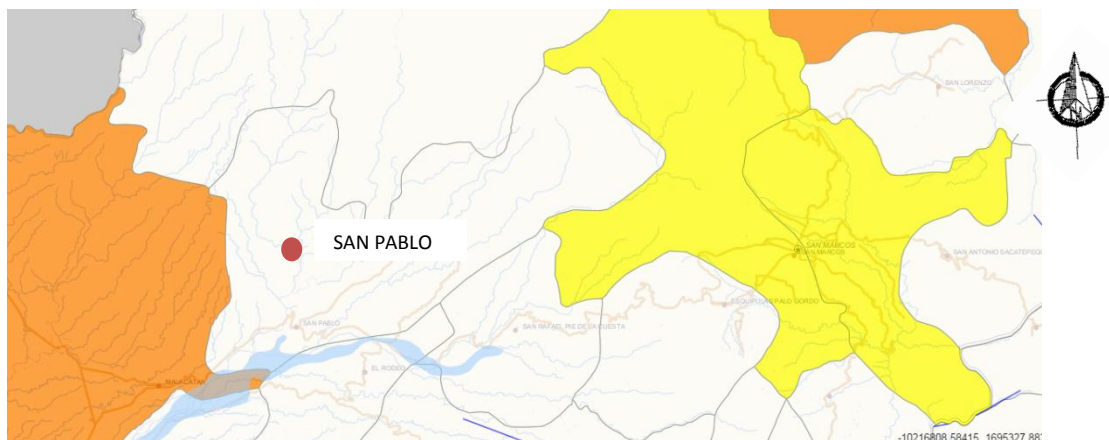 SAN LORENZO
SAN PABLO
SAN MARCOS
SAN MARCOS
SAN ANTONIO SACATEPEQ
ESQUIPULAS PALO GORDO
SAN PABLO
SAN RAFAEL PIE DE LA CUESTA
EL RODEO
MALACATAN
-10216808.58415, 1695327.88